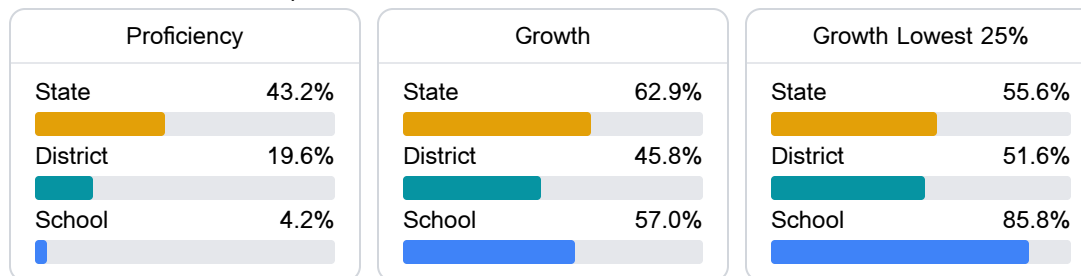 Proficiency
State 43.2%
District 19.6%
School 4.2%
Growth
State 62.9%
District 45.8%
School 57.0%
Growth Lowest 25%
State 55.6%
District 51.6%
School 85.8%